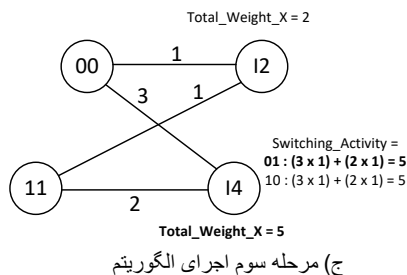 Total_Weight_X = 2
00
1
I2
3
1
Switching_Activity =
01 : (3 x 1) + (2 x 1) = 5
10 : (3 x 1) + (2 x 1) = 5
11
2
I4
Total_Weight_X = 5
ج) مرحله سوم اجرای الگوریتم